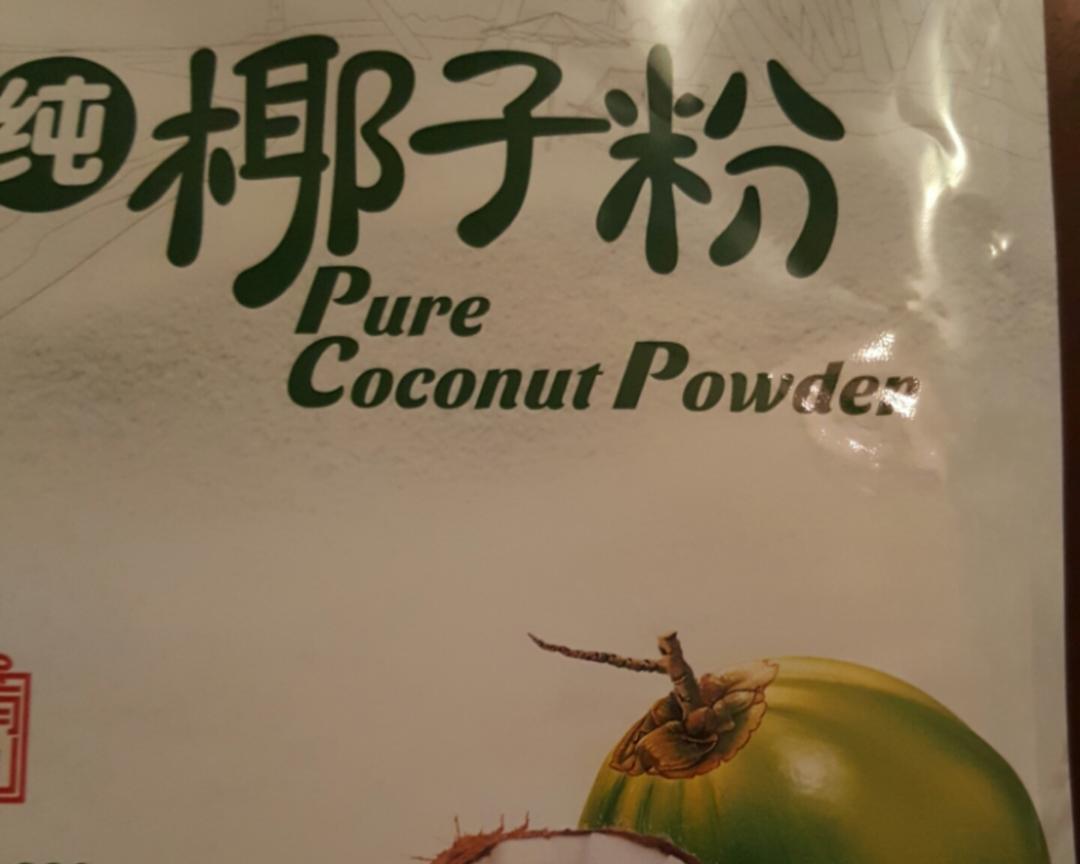 纯椰子粉
Pure
Coconut Powder